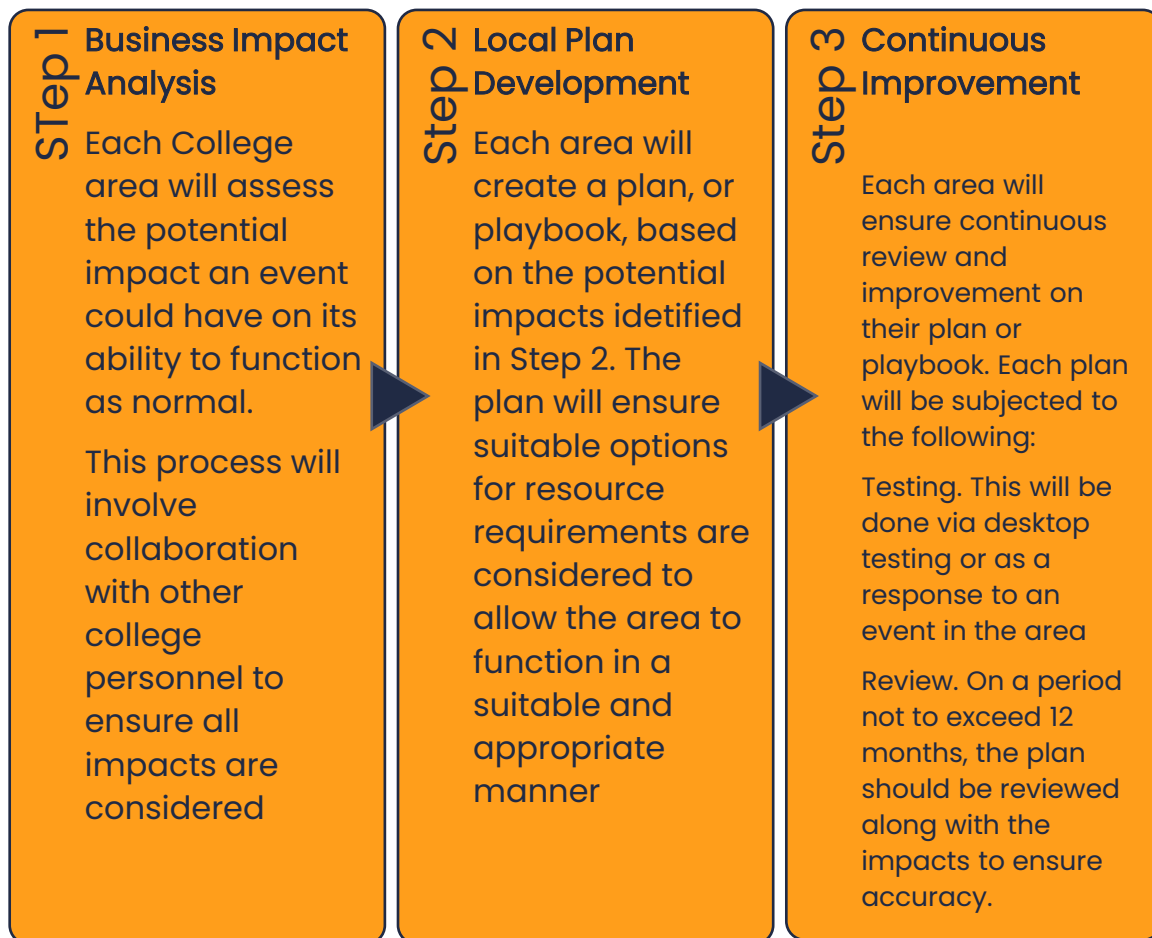 STep 1
Business Impact
Analysis
Each College
area will assess
the potential
impact an event
could have on its
ability to function
as normal.
This process will
involve
collaboration
with other
college
personnel to
ensure all
impacts are
considered
Step 2
Local Plan
Development
Each area will
create a plan, or
playbook, based
on the potential
impacts idetified
in Step 2. The
plan will ensure
suitable options
for resource
requirements are
considered to
allow the area to
function in a
suitable and
appropriate
manner
Step 3
Continuous
Improvement
Each area will
ensure continuous
review and
improvement on
their plan or
playbook. Each plan
will be subjected to
the following:
Testing. This will be
done via desktop
testing or as a
response to an
event in the area
Review. On a period
not to exceed 12
months, the plan
should be reviewed
along with the
impacts to ensure
accuracy.